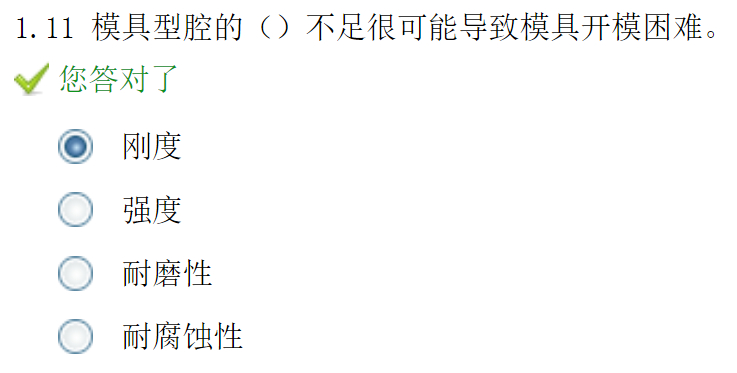 1.11 模具型腔的（）不足很可能导致模具开模困难。
您答对了
刚度
强度
耐磨性
耐腐蚀性